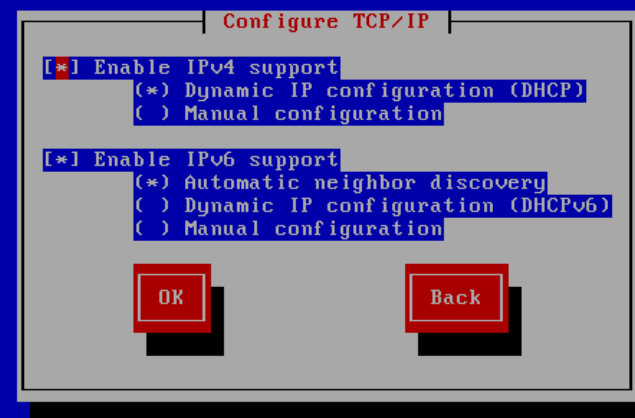 Configure TCP/IP
[*] Enable IPv4 support
(*) Dynamic IP configuration (DHCP)
( ) Manual configuration
[*] Enable IPv6 support
(*) Automatic neighbor discovery
( ) Dynamic IP configuration (DHCPv6)
( ) Manual configuration
OK Back